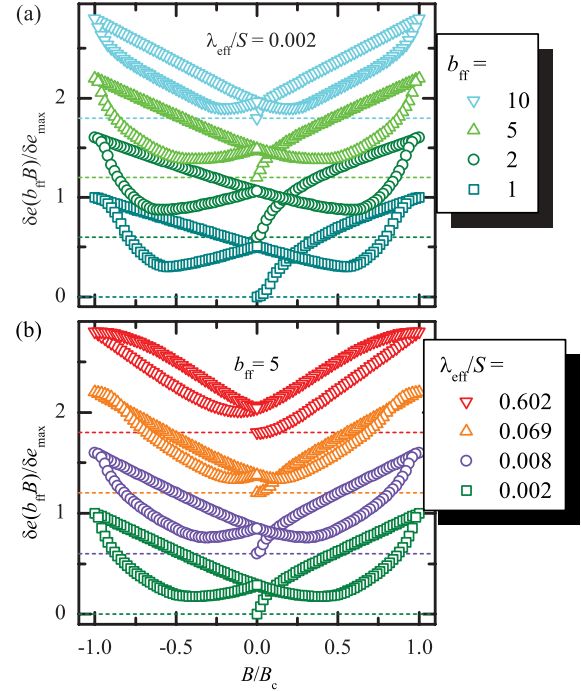 (a)
λeff/S = 0.002
bff =
10
5
2
1
2
1
0
δe(bffB)/δemax
(b)
bff = 5
λeff/S =
0.602
0.069
0.008
0.002
2
1
0
δe(bffB)/δemax
-1.0 -0.5 0.0 0.5 1.0
B/Bc